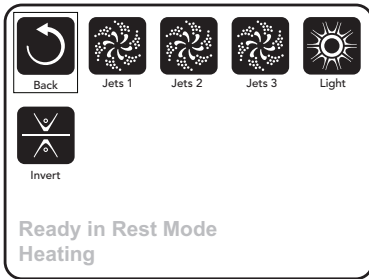 Back Jets 1 Jets 2 Jets 3 Light
Invert
Ready in Rest Mode
Heating